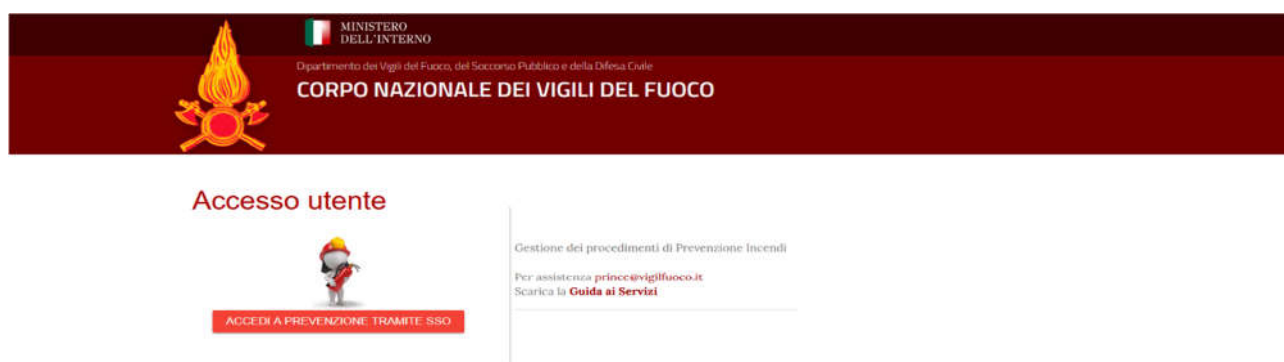 MINISTERO
DELL'INTERNO
Dipartimento dei Vigili del Fuoco, del Soccorso Pubblico e della Difesa Civile
CORPO NAZIONALE DEI VIGILI DEL FUOCO
Accesso utente
ACCEDI A PREVENZIONE TRAMITE SSO
Gestione dei procedimenti di Prevenzione Incendi
Per assistenza prince@vigilfuoco.it
Scarica la Guida ai Servizi